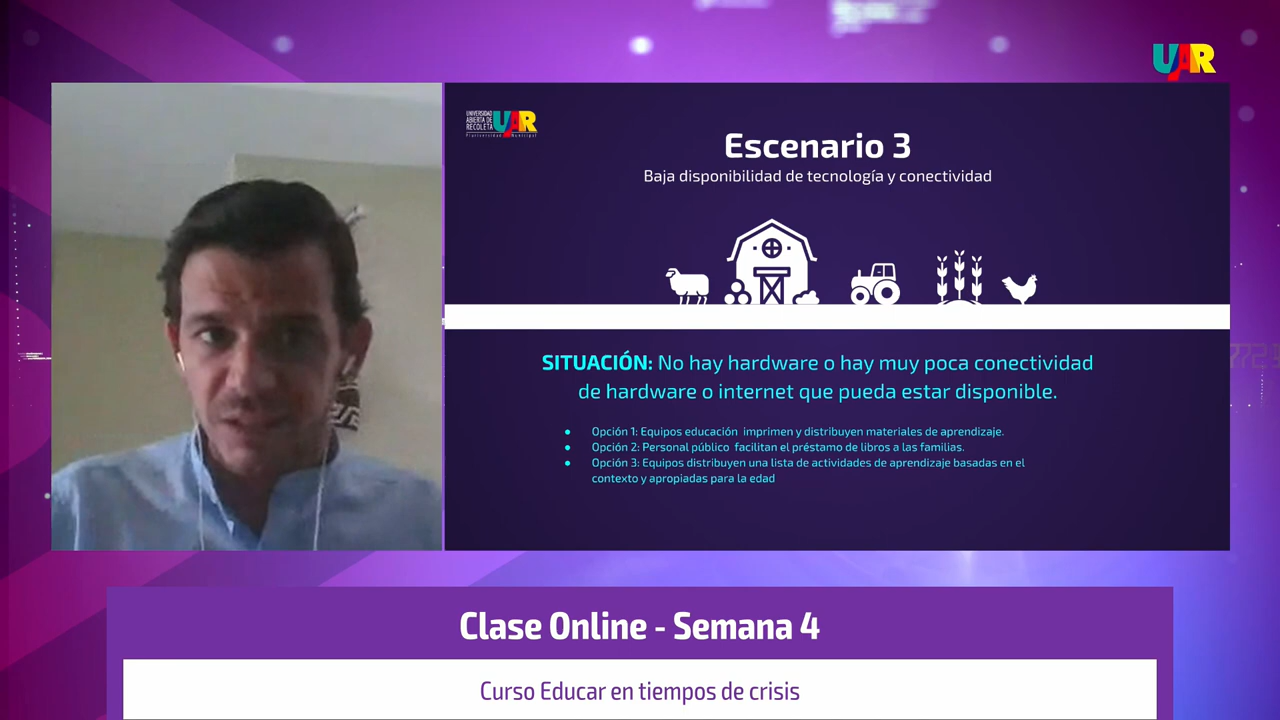 UAR
UNIVERSIDAD
ABIERTA DE
RECOLETA
UAR
Escenario 3
Baja disponibilidad de tecnología y conectividad
SITUACIÓN: No hay hardware o hay muy poca conectividad
de hardware o internet que pueda estar disponible.
● Opción 1: Equipos educación imprimen y distribuyen materiales de aprendizaje.
● Opción 2: Personal público facilitan el préstamo de libros a las familias.
● Opción 3: Equipos distribuyen una lista de actividades de aprendizaje basadas en el
contexto y apropiadas para la edad
Clase Online - Semana 4
Curso Educar en tiempos de crisis